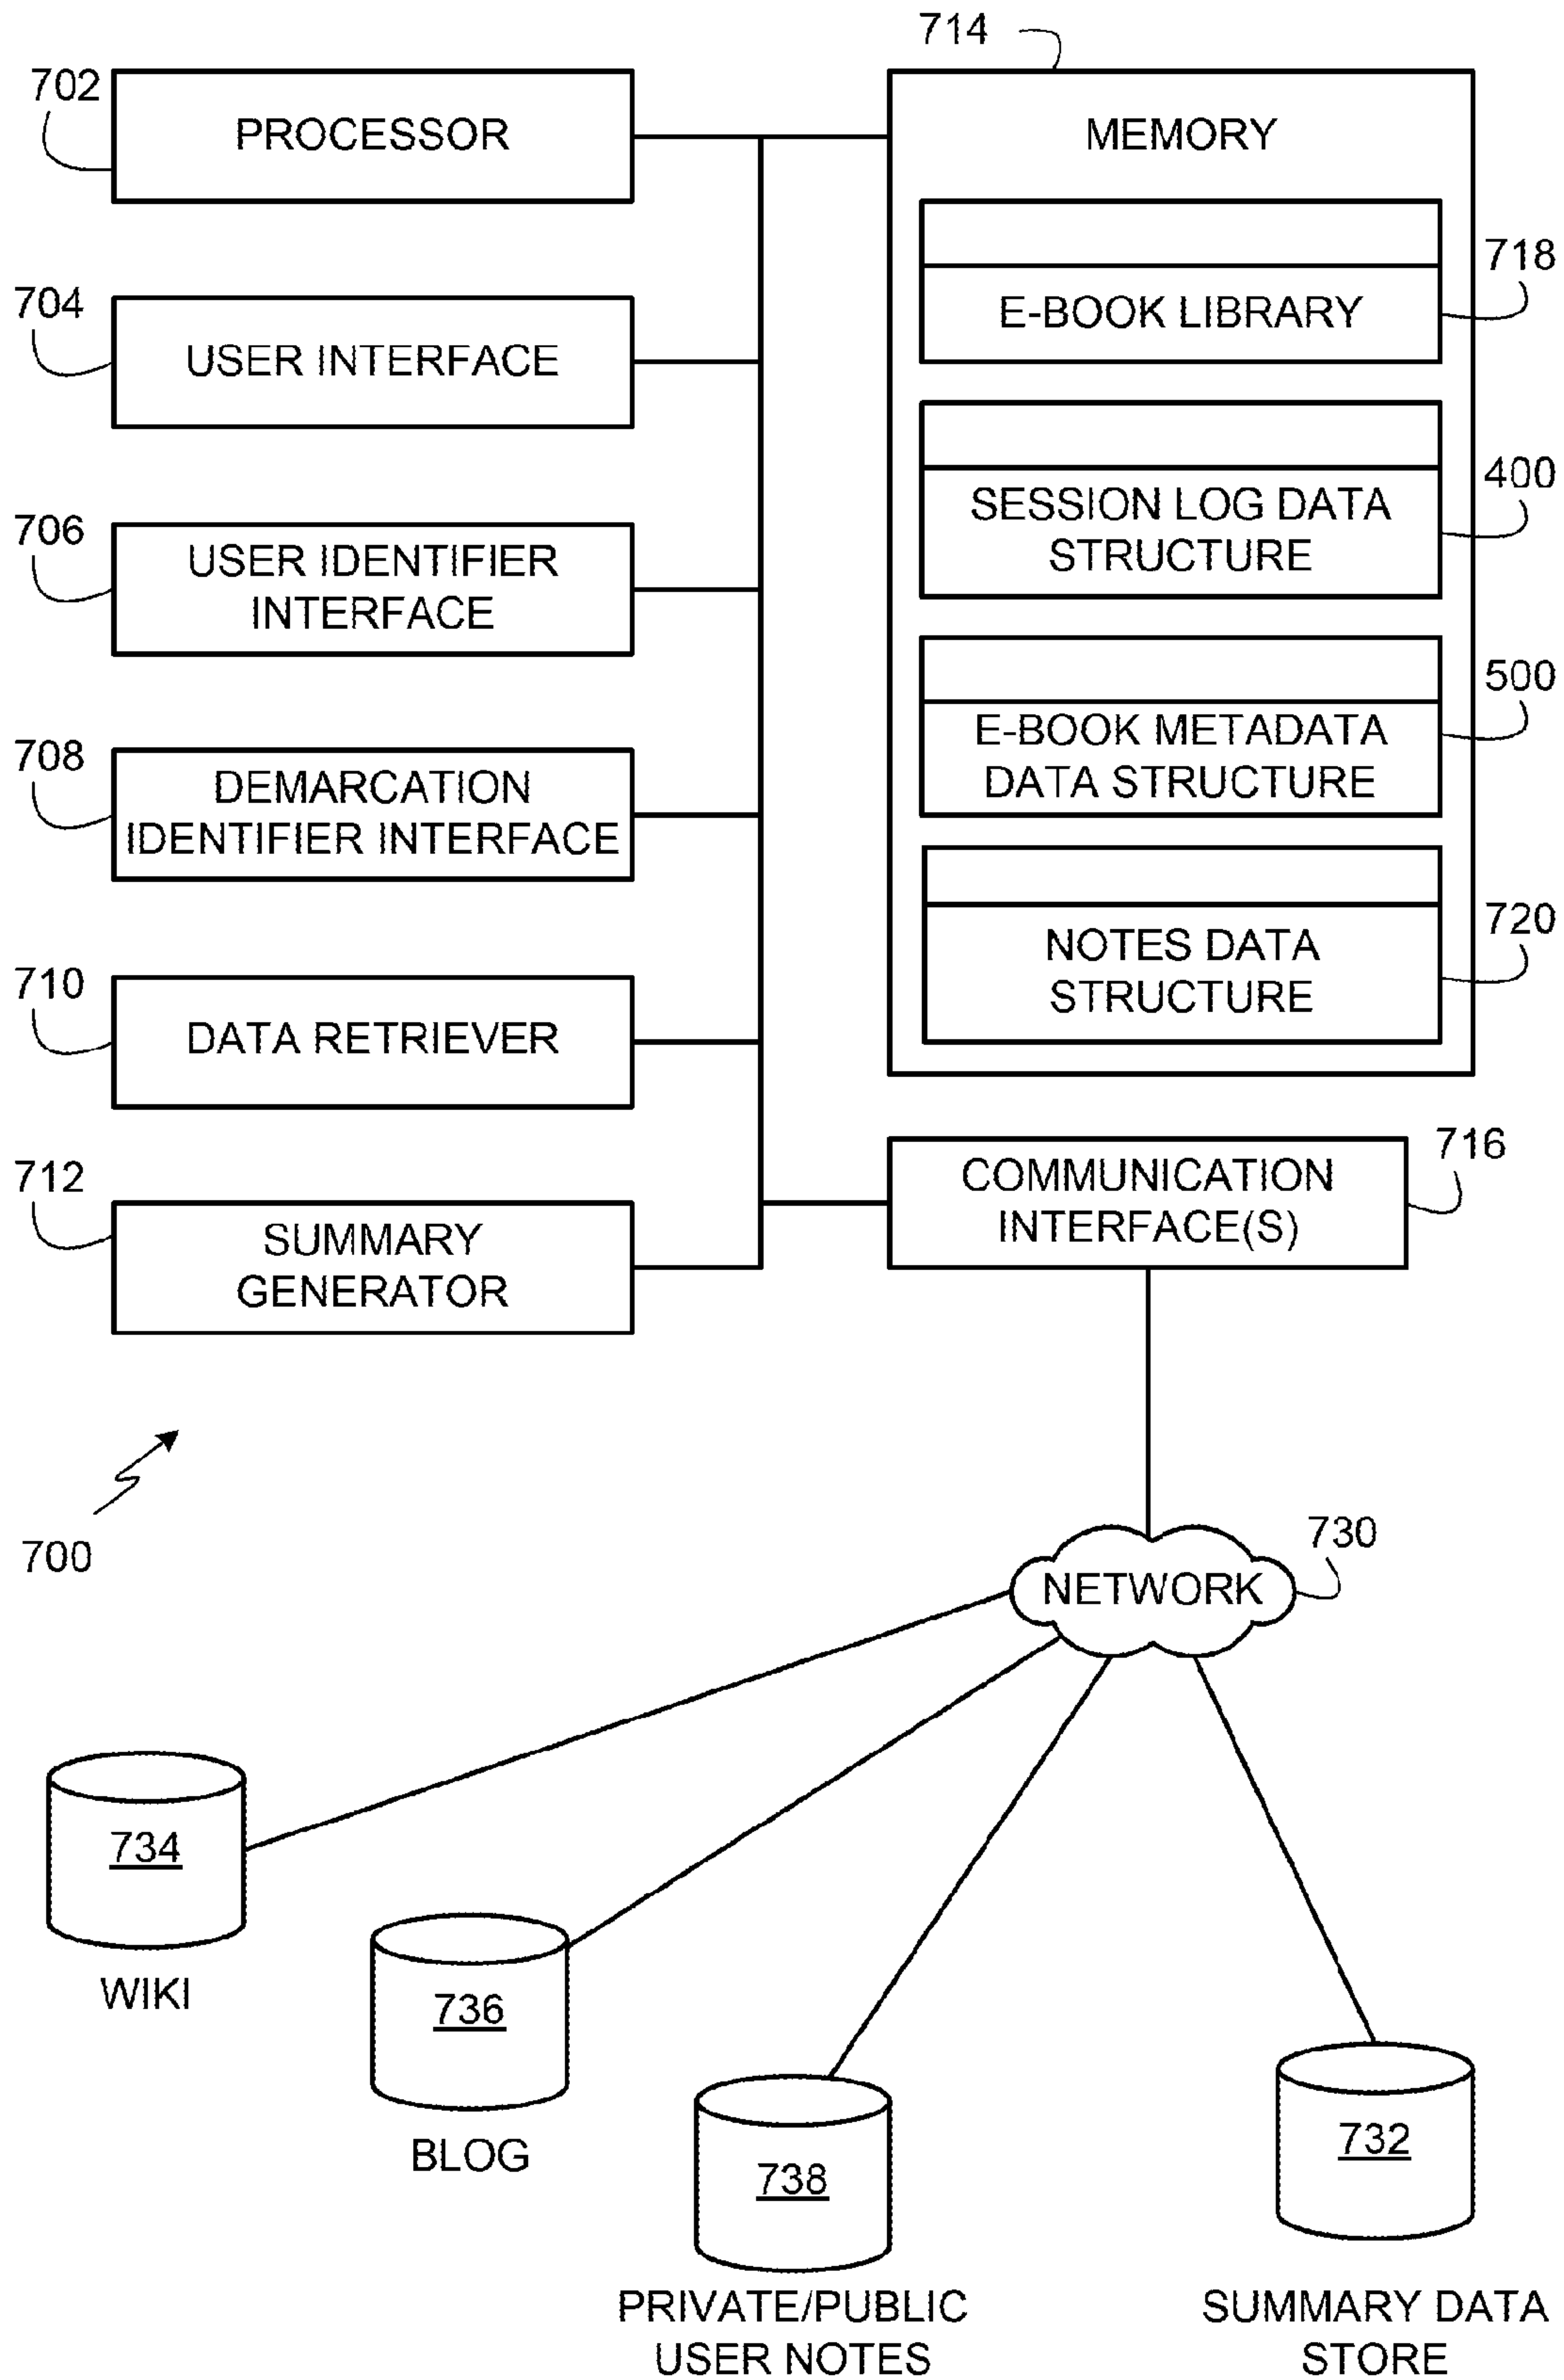 714
702
PROCESSOR
MEMORY
718
E-BOOK LIBRARY
704
USER INTERFACE
400
SESSION LOG DATA
STRUCTURE
706
USER IDENTIFIER
INTERFACE
500
E-BOOK METADATA
DATA STRUCTURE
708
DEMARCATION
IDENTIFIER INTERFACE
720
NOTES DATA
STRUCTURE
710
DATA RETRIEVER
716
COMMUNICATION
INTERFACE(S)
712
SUMMARY
GENERATOR
700
730
NETWORK
734
WIKI
736
BLOG
738
PRIVATE/PUBLIC
USER NOTES
732
SUMMARY DATA
STORE